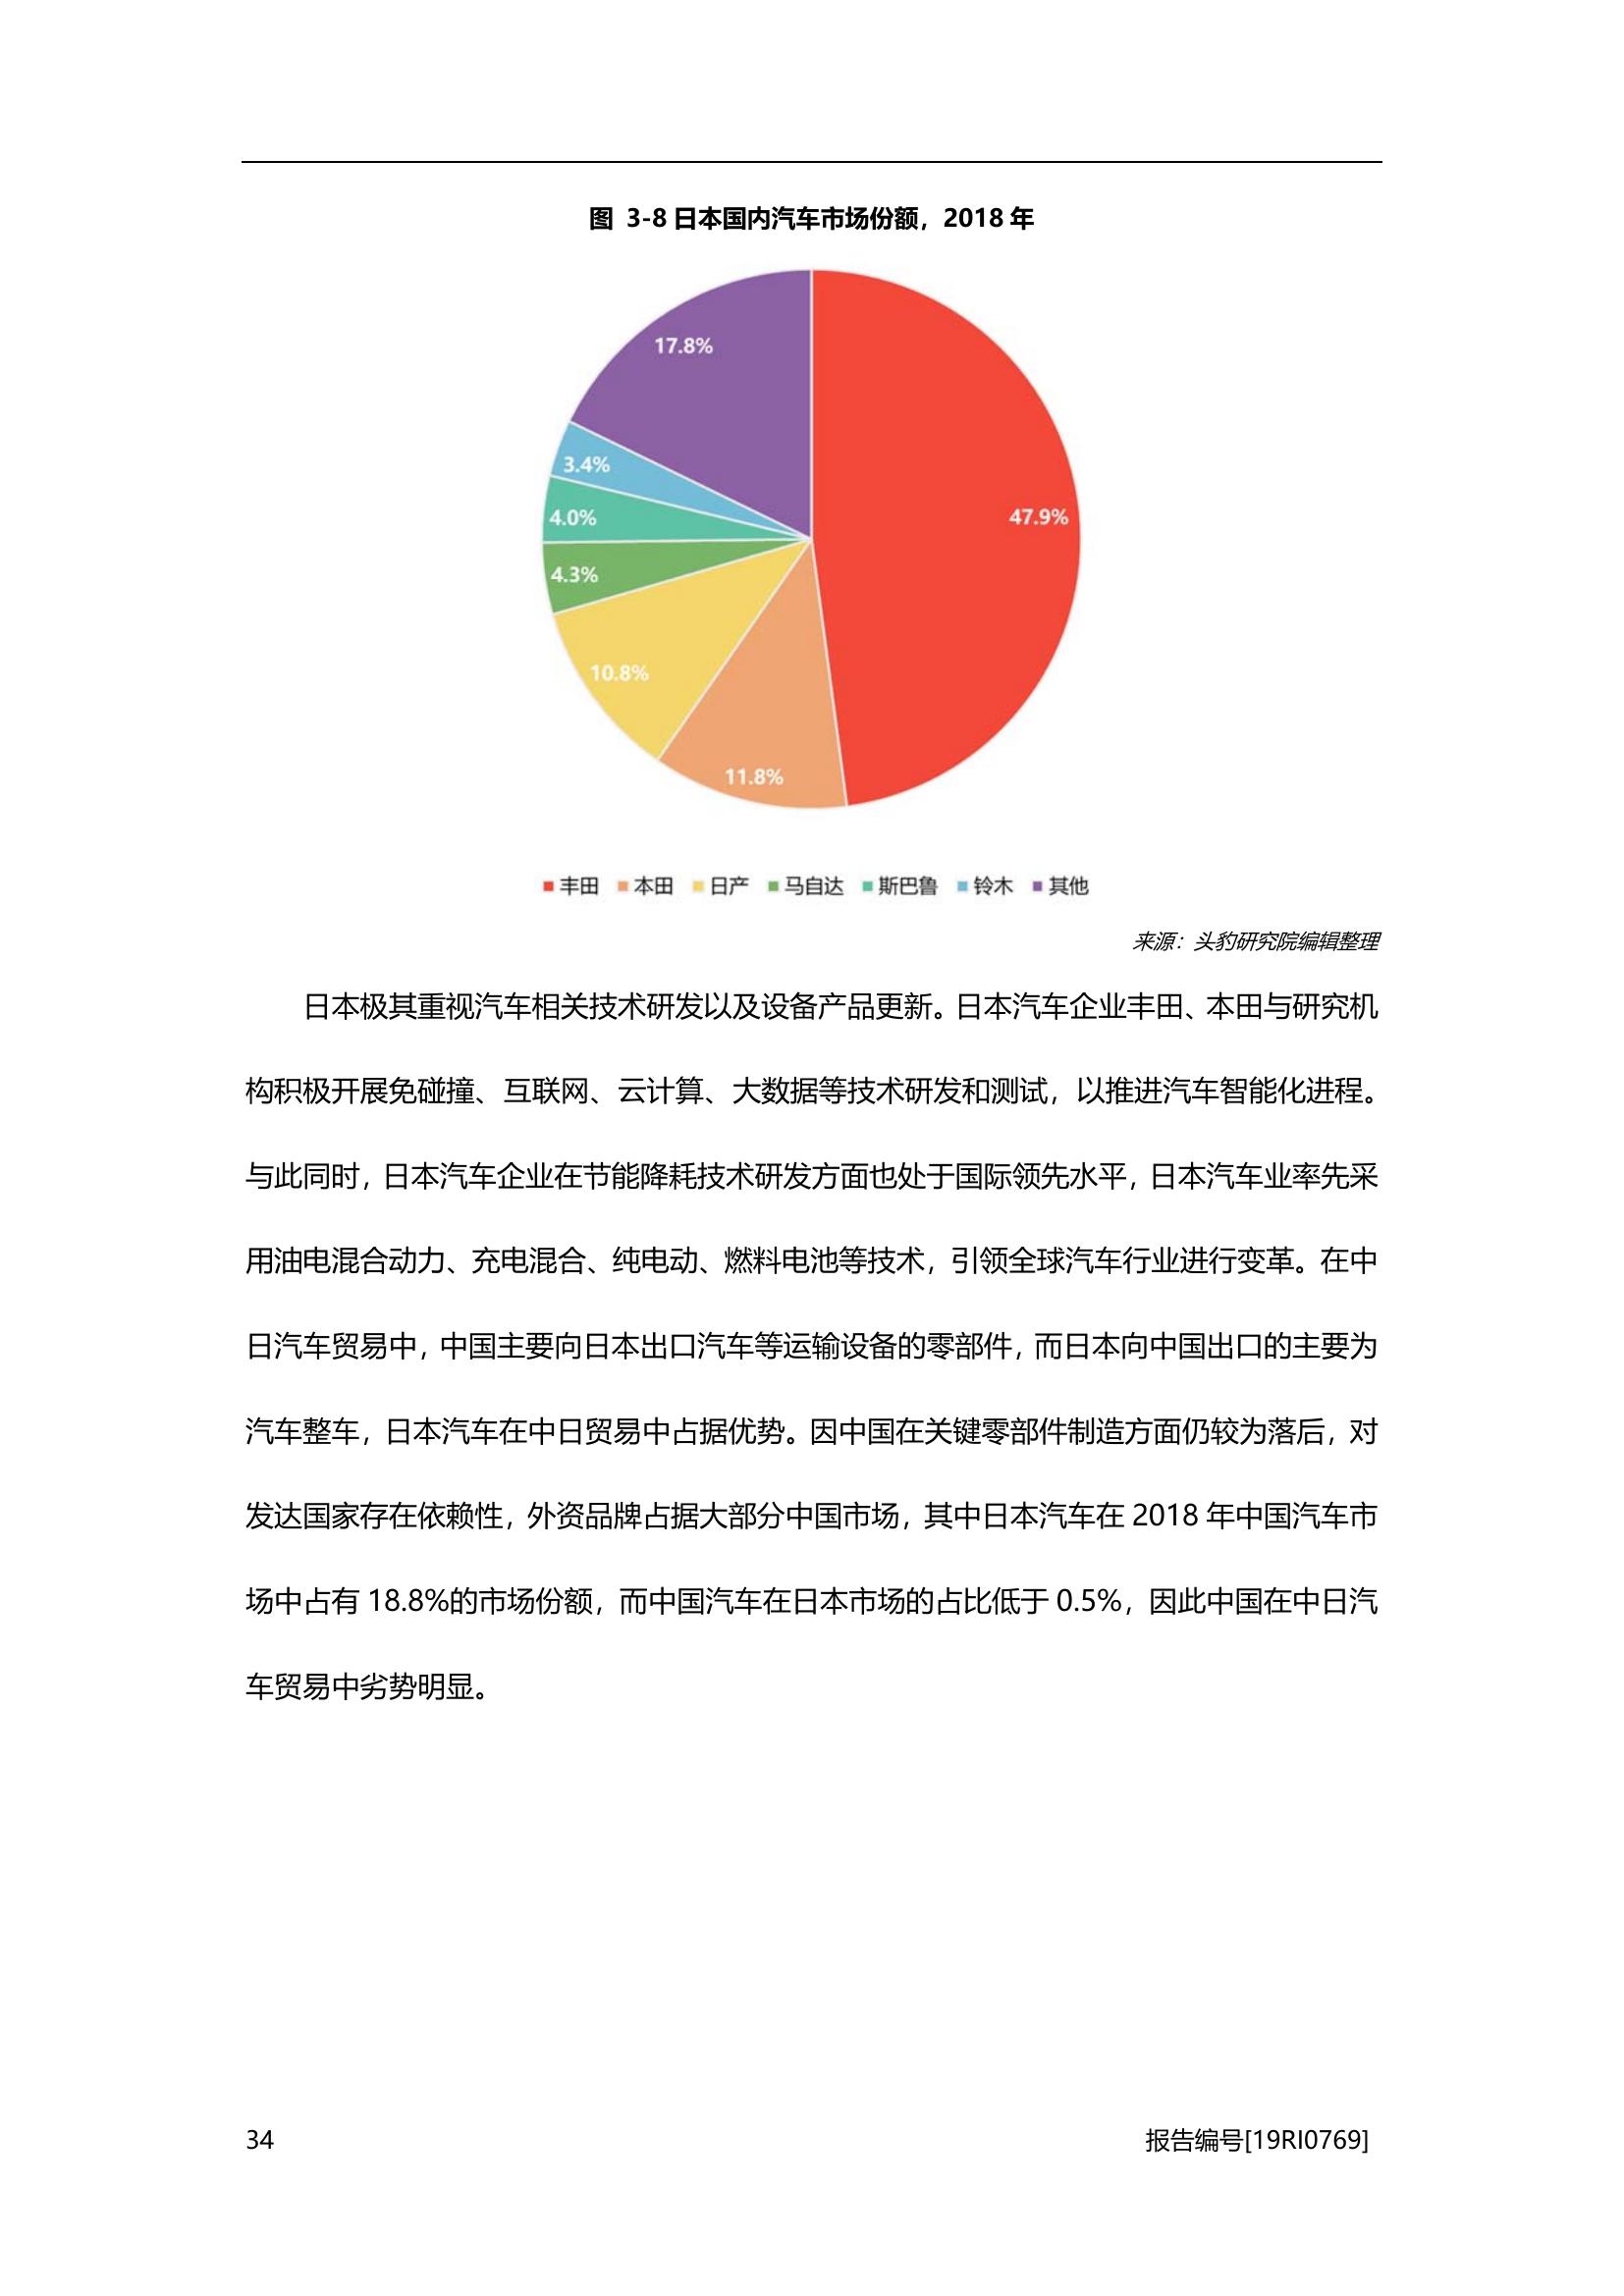 图 3-8 日本国内汽车市场份额，2018 年
17.8%
3.4%
4.0%
47.9%
4.3%
10.8%
11.8%
丰田 本田 日产 马自达 斯巴鲁 铃木 其他
来源：头豹研究院编辑整理
日本极其重视汽车相关技术研发以及设备产品更新。日本汽车企业丰田、本田与研究机
构积极开展免碰撞、互联网、云计算、大数据等技术研发和测试，以推进汽车智能化进程。
与此同时，日本汽车企业在节能降耗技术研发方面也处于国际领先水平，日本汽车业率先采
用油电混合动力、充电混合、纯电动、燃料电池等技术，引领全球汽车行业进行变革。在中
日汽车贸易中，中国主要向日本出口汽车等运输设备的零部件，而日本向中国出口的主要为
汽车整车，日本汽车在中日贸易中占据优势。因中国在关键零部件制造方面仍较为落后，对
发达国家存在依赖性，外资品牌占据大部分中国市场，其中日本汽车在 2018 年中国汽车市
场中占有 18.8%的市场份额，而中国汽车在日本市场的占比低于 0.5%，因此中国在中日汽
车贸易中劣势明显。
34 报告编号[19RI0769]